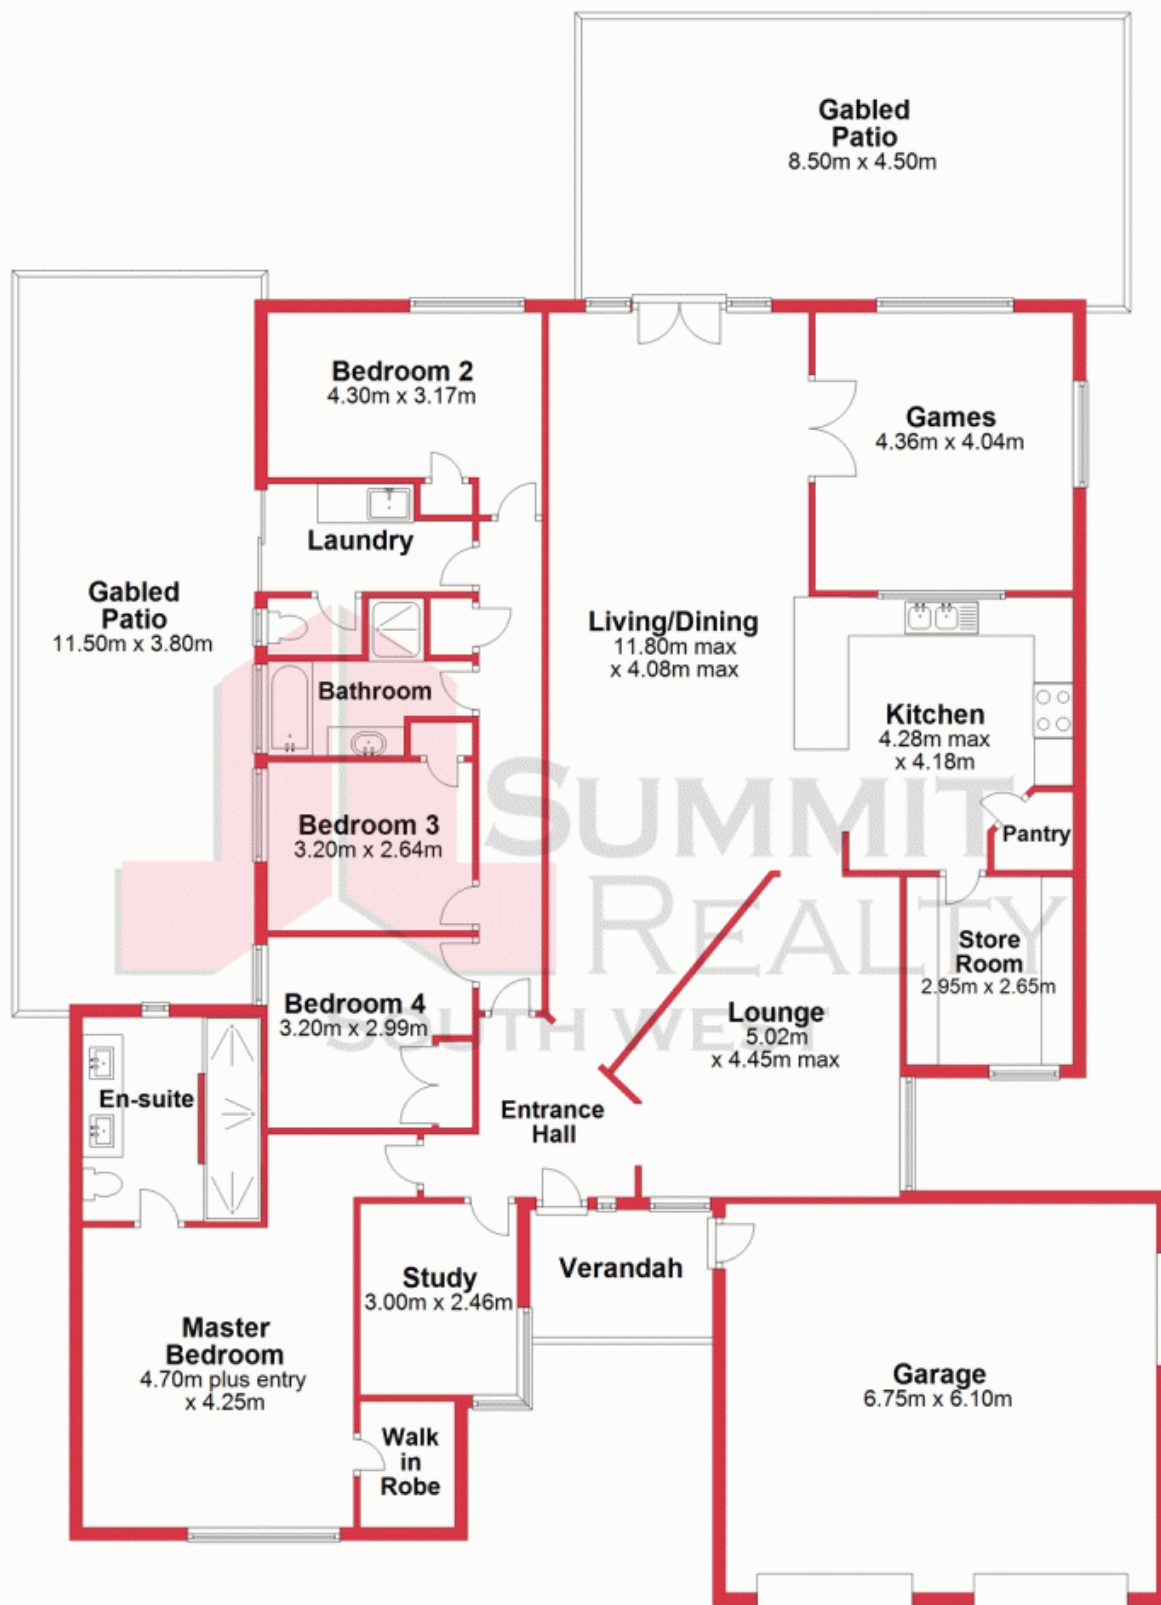 Gabled
Patio
8.50m x 4.50m
Bedroom 2
4.30m x 3.17m
Games
4.36m x 4.04m
Laundry
Gabled
Patio
11.50m x 3.80m
Living/Dining
11.80m max
x 4.08m max
Bathroom
Kitchen
4.28m max
x 4.18m
Bedroom 3
3.20m x 2.64m
Pantry
SUMMIT
REALTY
SOUTH WEST
Store
Room
2.95m x 2.65m
Bedroom 4
3.20m x 2.99m
Lounge
5.02m
x 4.45m max
En-suite
Entrance
Hall
Study
3.00m x 2.46m
Verandah
Master
Bedroom
4.70m plus entry
x 4.25m
Garage
6.75m x 6.10m
Walk
in
Robe